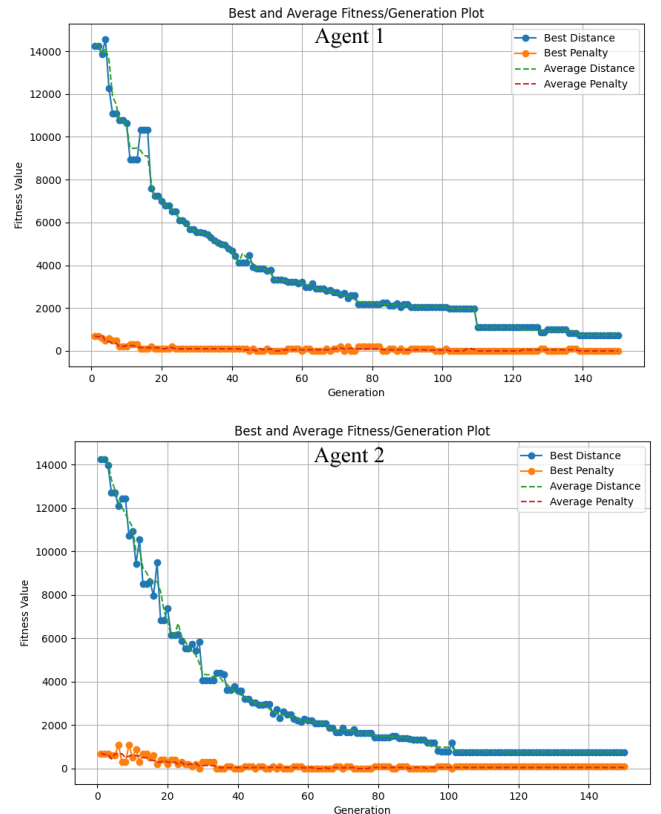 Best and Average Fitness/Generation Plot
Agent 1
Best Distance
Best Penalty
Average Distance
Average Penalty
14000
12000
10000
8000
6000
4000
2000
0
Fitness Value
0 20 40 60 80 100 120 140
Generation
Best and Average Fitness/Generation Plot
Agent 2
Best Distance
Best Penalty
Average Distance
Average Penalty
14000
12000
10000
8000
6000
4000
2000
0
Fitness Value
0 20 40 60 80 100 120 140
Generation